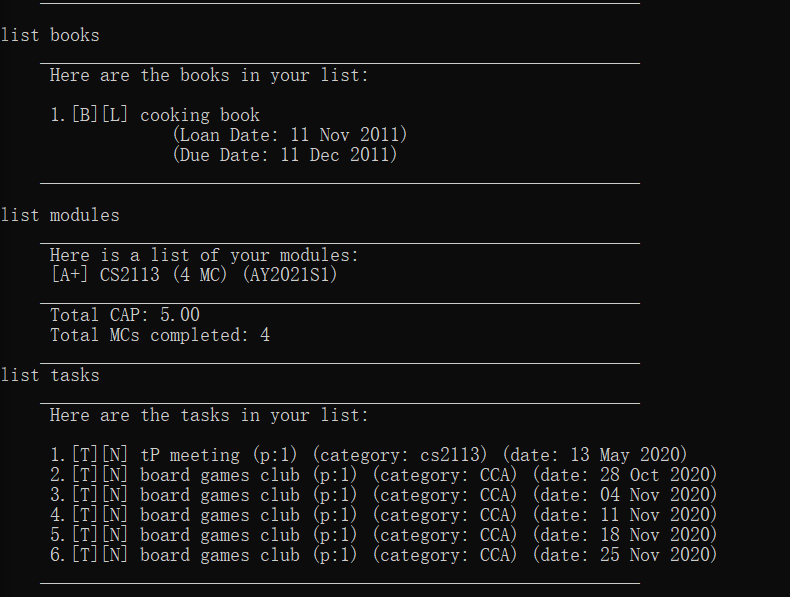 list books
Here are the books in your list:
1.[B][L] cooking book
(Loan Date: 11 Nov 2011)
(Due Date: 11 Dec 2011)
list modules
Here is a list of your modules:
[A+] CS2113 (4 MC) (AY2021S1)
Total CAP: 5.00
Total MCs completed: 4
list tasks
Here are the tasks in your list:
1.[T][N] tP meeting (p:1) (category: cs2113) (date: 13 May 2020)
2.[T][N] board games club (p:1) (category: CCA) (date: 28 Oct 2020)
3.[T][N] board games club (p:1) (category: CCA) (date: 04 Nov 2020)
4.[T][N] board games club (p:1) (category: CCA) (date: 11 Nov 2020)
5.[T][N] board games club (p:1) (category: CCA) (date: 18 Nov 2020)
6.[T][N] board games club (p:1) (category: CCA) (date: 25 Nov 2020)